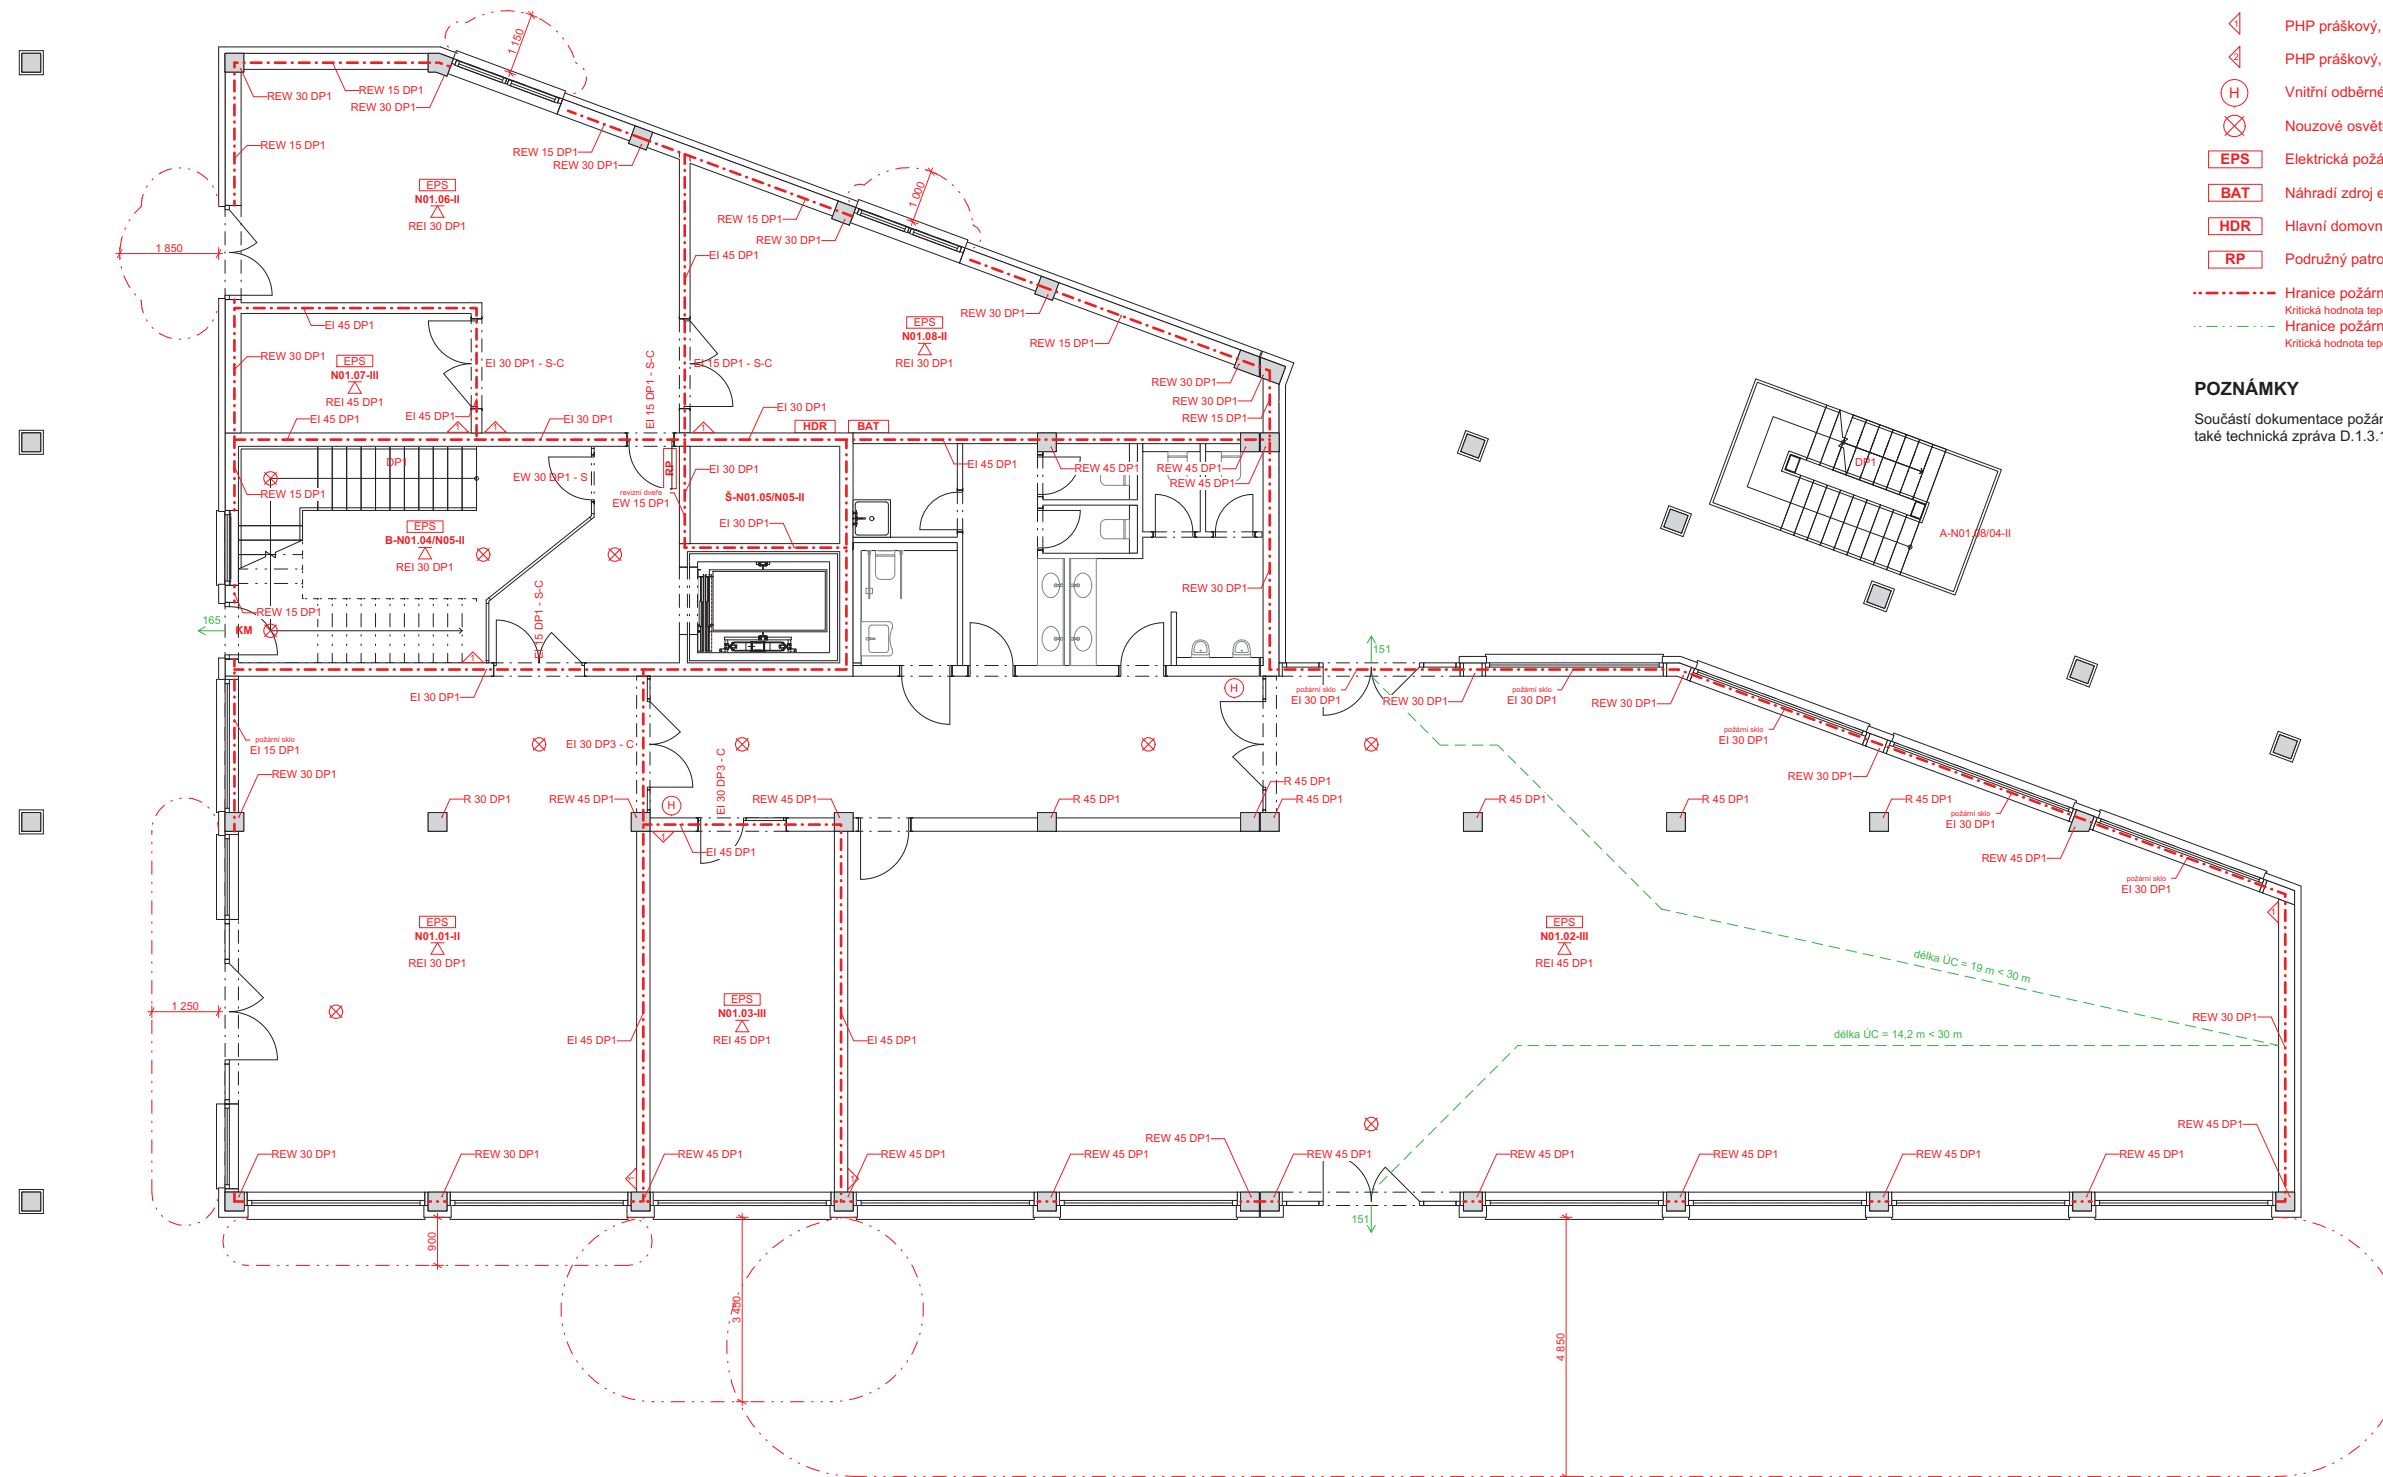 1 150
REW 30 DP1
REW 15 DP1
REW 30 DP1
REW 15 DP1
REW 15 DP1
REW 30 DP1
EPS
N01.06-II
REI 30 DP1
1 850
1 000
REW 15 DP1
REW 30 DP1
EI 45 DP1
EI 45 DP1
REW 30 DP1
EPS
N01.07-III
REI 45 DP1
EI 45 DP1
EI 45 DP1
EI 30 DP1 - S-C
EI 30 DP1
EI 15 DP1 - S-C
EI 15 DP1 - S-C
EPS
N01.08-II
REI 30 DP1
REW 30 DP1
REW 15 DP1
REW 30 DP1
REW 30 DP1
REW 15 DP1
EI 30 DP1
HDR
BAT
1
1
1
DP1
REW 15 DP1
EW 30 DP1 - S
RP
revizní dveře
EW 15 DP1
EI 30 DP1
Š-N01.05/N05-II
EI 30 DP1
EI 45 DP1
REW 45 DP1
REW 45 DP1
REW 45 DP1
EPS
B-N01.04/N05-II
REI 30 DP1
REW 15 DP1
165
KM
EI 15 DP1 - S-C
REW 30 DP1
1
EI 30 DP1
požární sklo
EI 15 DP1
REW 30 DP1
R 30 DP1
EI 30 DP3 - C
EI 30 DP3 - C
REW 45 DP1
H
REW 45 DP1
1
EI 45 DP1
R 45 DP1
H
R 45 DP1
R 45 DP1
151
požární sklo
EI 30 DP1
REW 30 DP1
požární sklo
EI 30 DP1
REW 30 DP1
požární sklo
EI 30 DP1
REW 30 DP1
R 45 DP1
R 45 DP1
R 45 DP1
požární sklo
EI 30 DP1
REW 45 DP1
požární sklo
EI 30 DP1
1
EPS
N01.01-II
REI 30 DP1
1 250
EPS
N01.03-III
REI 45 DP1
EI 45 DP1
EI 45 DP1
EPS
N01.02-III
REI 45 DP1
délka ÚC = 19 m < 30 m
délka ÚC = 14,2 m < 30 m
REW 30 DP1
REW 30 DP1
REW 30 DP1
REW 45 DP1
REW 45 DP1
REW 45 DP1
REW 45 DP1
REW 45 DP1
REW 45 DP1
REW 45 DP1
REW 45 DP1
REW 45 DP1
REW 45 DP1
1
1
151
900
3 450
4 850
DP1
A-N01.08/04-II
1 PHP práškový,
2 PHP práškový,
H Vnitřní odběrné
Nouzové osvět
EPS Elektrická požá
BAT Náhradí zdroj e
HDR Hlavní domovn
RP Podružný patro
Hranice požárn
Kritická hodnota tep
Hranice požárn
Kritická hodnota tep
POZNÁMKY
Součástí dokumentace požár
také technická zpráva D.1.3.1